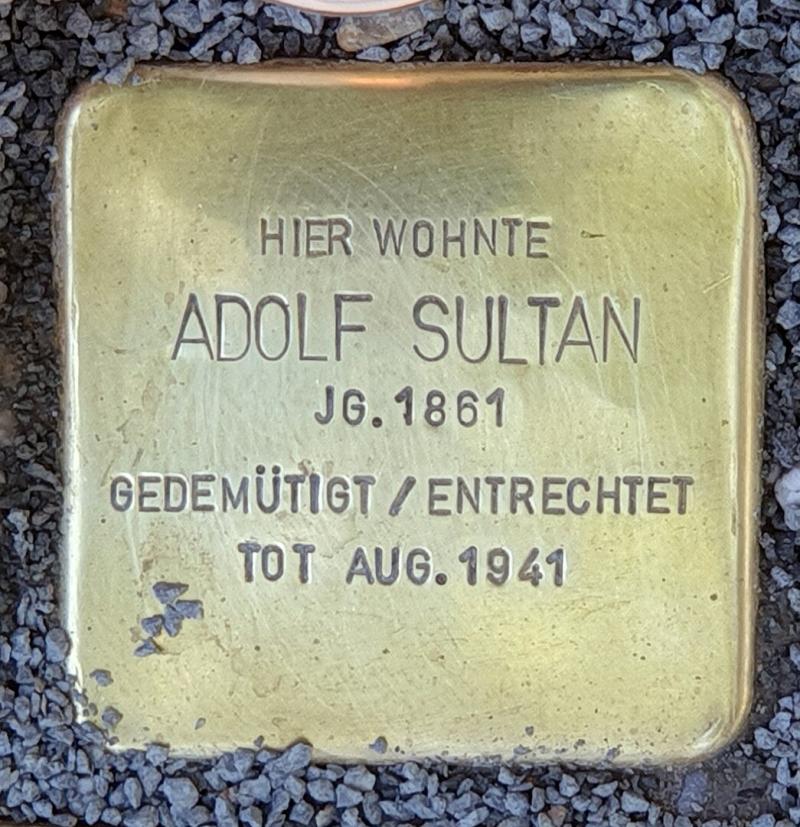 HIER WOHNTE
ADOLF SULTAN
JG. 1861
GEDEMÜTIGT / ENTRECHTET
TOT AUG. 1941